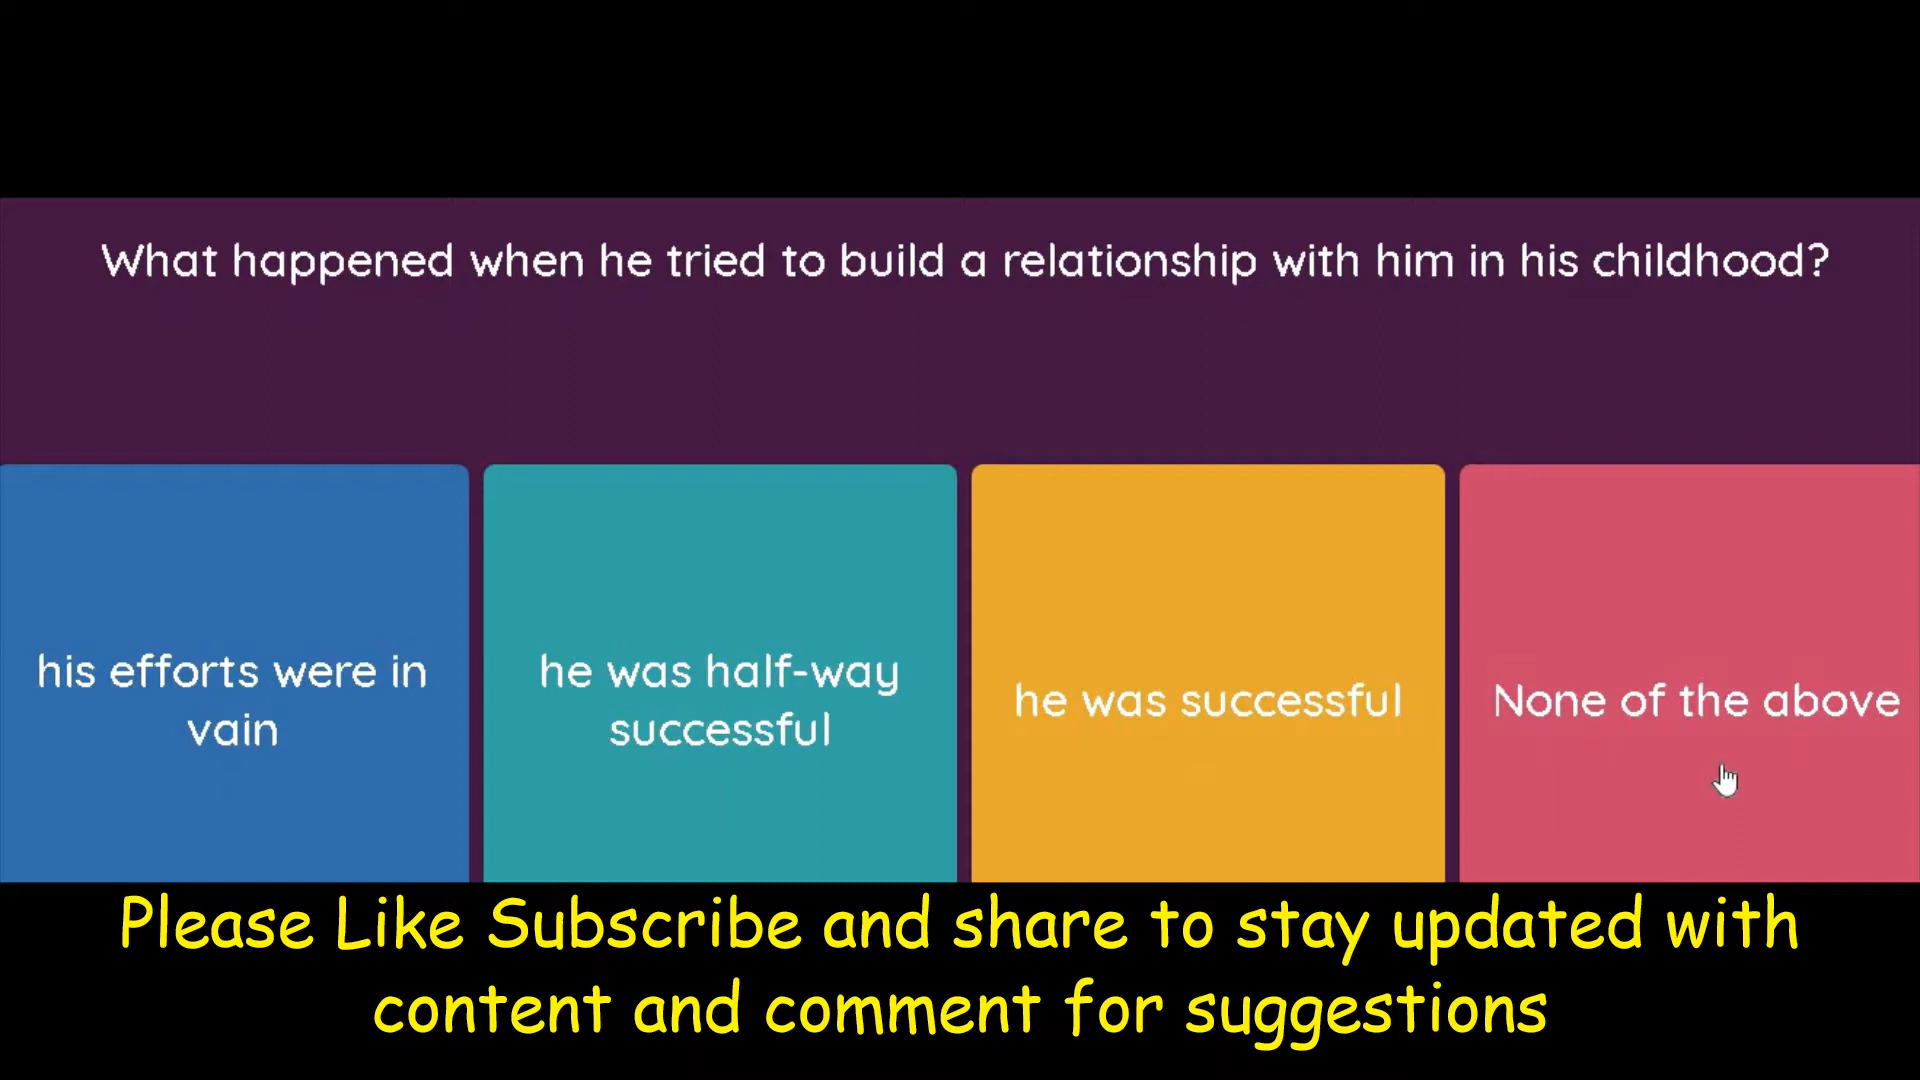 What happened when he tried to build a relationship with him in his childhood?
his efforts were in
vain
he was half-way
successful
he was successful
None of the above
Please Like Subscribe and share to stay updated with
content and comment for suggestions